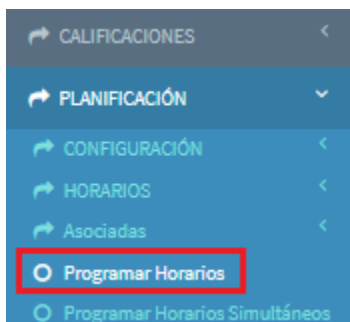 CALIFICACIONES
PLANIFICACIÓN
CONFIGURACIÓN
HORARIOS
Asociadas
Programar Horarios
Programar Horarios Simultáneos